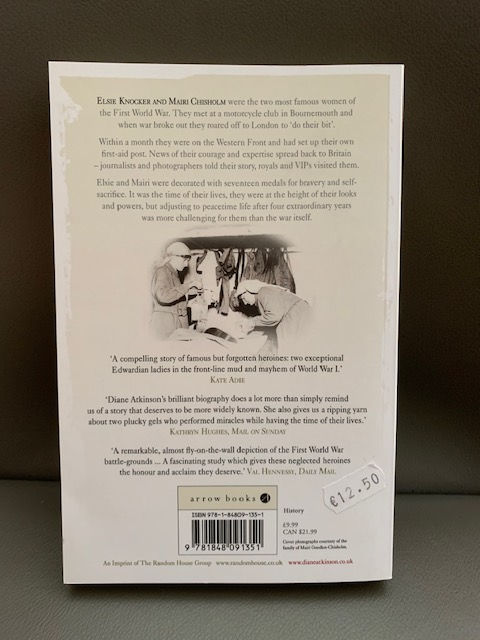 ELSIE KNOCKER AND MAIRI CHISHOLM were the two most famous women of
the First World War. They met at a motorcycle club in Bournemouth and
when war broke out they roared off to London to 'do their bit'.
Within a month they were on the Western Front and had set up their own
first-aid post. News of their courage and expertise spread back to Britain
– journalists and photographers told their story, royals and VIPs visited them.
Elsie and Mairi were decorated with seventeen medals for bravery and self-
sacrifice. It was the time of their lives, they were at the height of their looks
and powers, but adjusting to peacetime life after four extraordinary years
was more challenging for them than the war itself.
'A compelling story of famous but forgotten heroines: two exceptional
Edwardian ladies in the front-line mud and mayhem of World War I.'
KATE ADIE
'Diane Atkinson's brilliant biography does a lot more than simply remind
us of a story that deserves to be more widely known. She also gives us a ripping yarn
about two plucky gels who performed miracles while having the time of their lives.'
KATHRYN HUGHES, MAIL ON SUNDAY
'A remarkable, almost fly-on-the-wall depiction of the First World War
battle-grounds ... A fascinating study which gives these neglected heroines
the honour and acclaim they deserve.' VAL HENNESSY, DAILY MAIL
€12.50
arrow books
ISBN 978-1-84809-135-1
9 781848 091351
History
£9.99
CAN $21.99
Cover photographs courtesy of the
family of Mairi Gooden-Chisholm.
An Imprint of The Random House Group www.randomhouse.co.uk www.dianeatkinson.co.uk